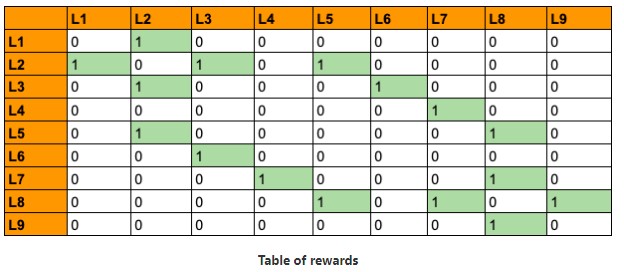 L1 L2 L3 L4 L5 L6 L7 L8 L9
L1 0 1 0 0 0 0 0 0 0
L2 1 0 1 0 1 0 0 0 0
L3 0 1 0 0 0 1 0 0 0
L4 0 0 0 0 0 0 1 0 0
L5 0 1 0 0 0 0 0 1 0
L6 0 0 1 0 0 0 0 0 0
L7 0 0 0 1 0 0 0 1 0
L8 0 0 0 0 1 0 1 0 1
L9 0 0 0 0 0 0 0 1 0
Table of rewards